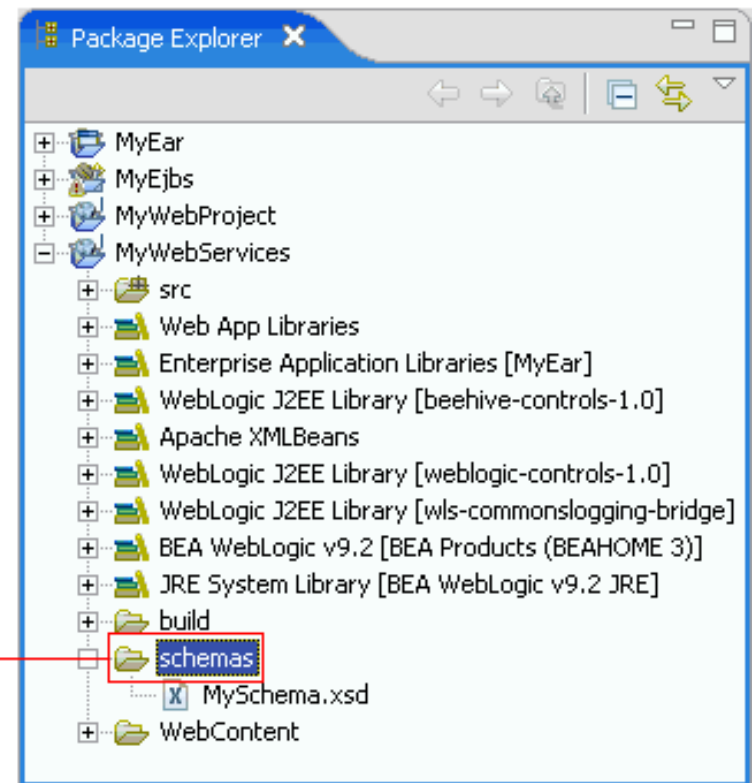 Package Explorer
MyEar
MyEjbs
MyWebProject
MyWebServices
src
Web App Libraries
Enterprise Application Libraries [MyEar]
WebLogic J2EE Library [beehive-controls-1.0]
Apache XMLBeans
WebLogic J2EE Library [weblogic-controls-1.0]
WebLogic J2EE Library [wls-commonslogging-bridge]
BEA WebLogic v9.2 [BEA Products (BEAHOME 3)]
JRE System Library [BEA WebLogic v9.2 JRE]
build
schemas
MySchema.xsd
WebContent